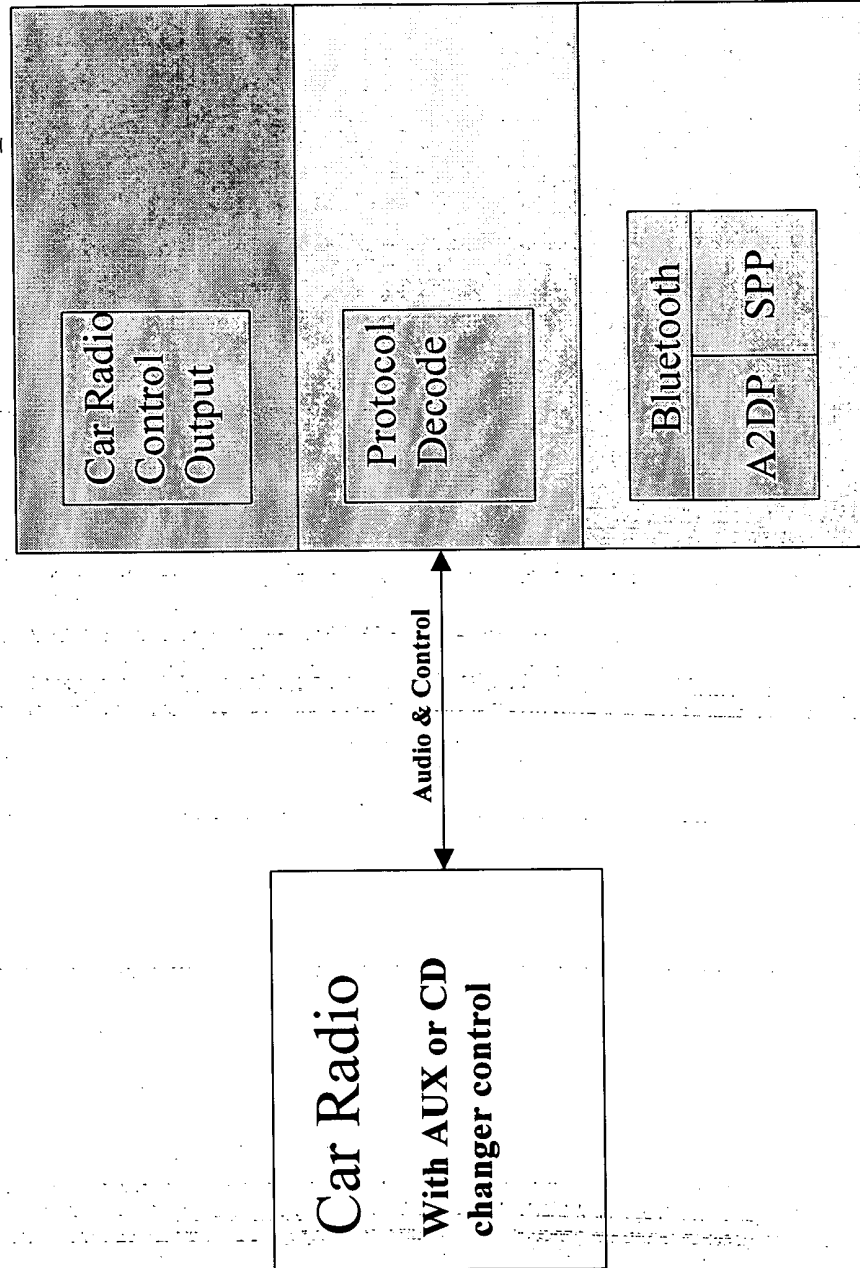 Car Radio
With AUX or CD
changer control
Audio & Control
Car Radio
Control
Output
Protocol
Decode
Bluetooth
A2DP
SPP